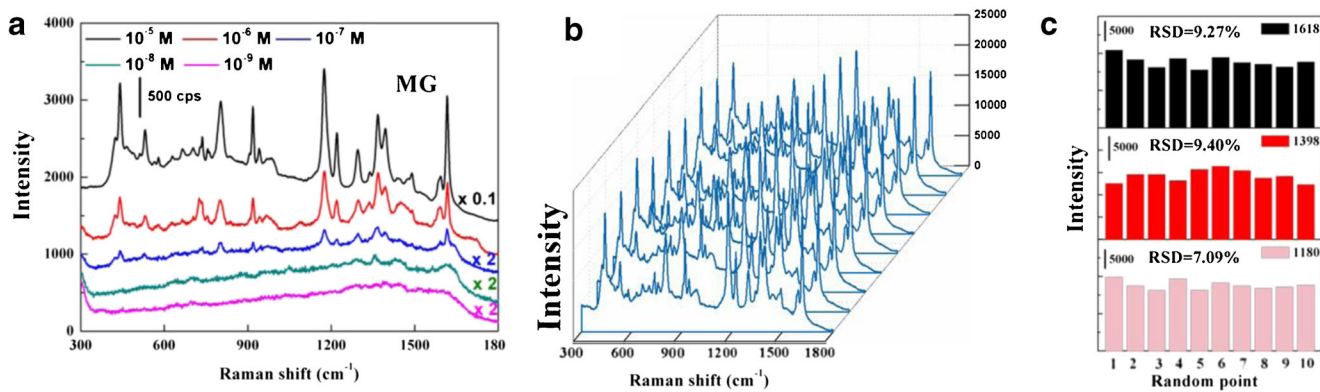 a
4000
3000
2000
1000
0
Intensity
10⁻⁵ M 10⁻⁶ M 10⁻⁷ M
10⁻⁸ M 10⁻⁹ M
500 cps
MG
x 0.1
x 2
x 2
x 2
300 600 900 1200 1500 180
Raman shift (cm⁻¹)
b
25000
20000
15000
10000
5000
0
Intensity
300 600 900 1200 1500 1800
Raman shift (cm⁻¹)
c
5000 RSD=9.27% 1618
5000 RSD=9.40% 1398
5000 RSD=7.09% 1180
Intensity
1 2 3 4 5 6 7 8 9 10
Random point